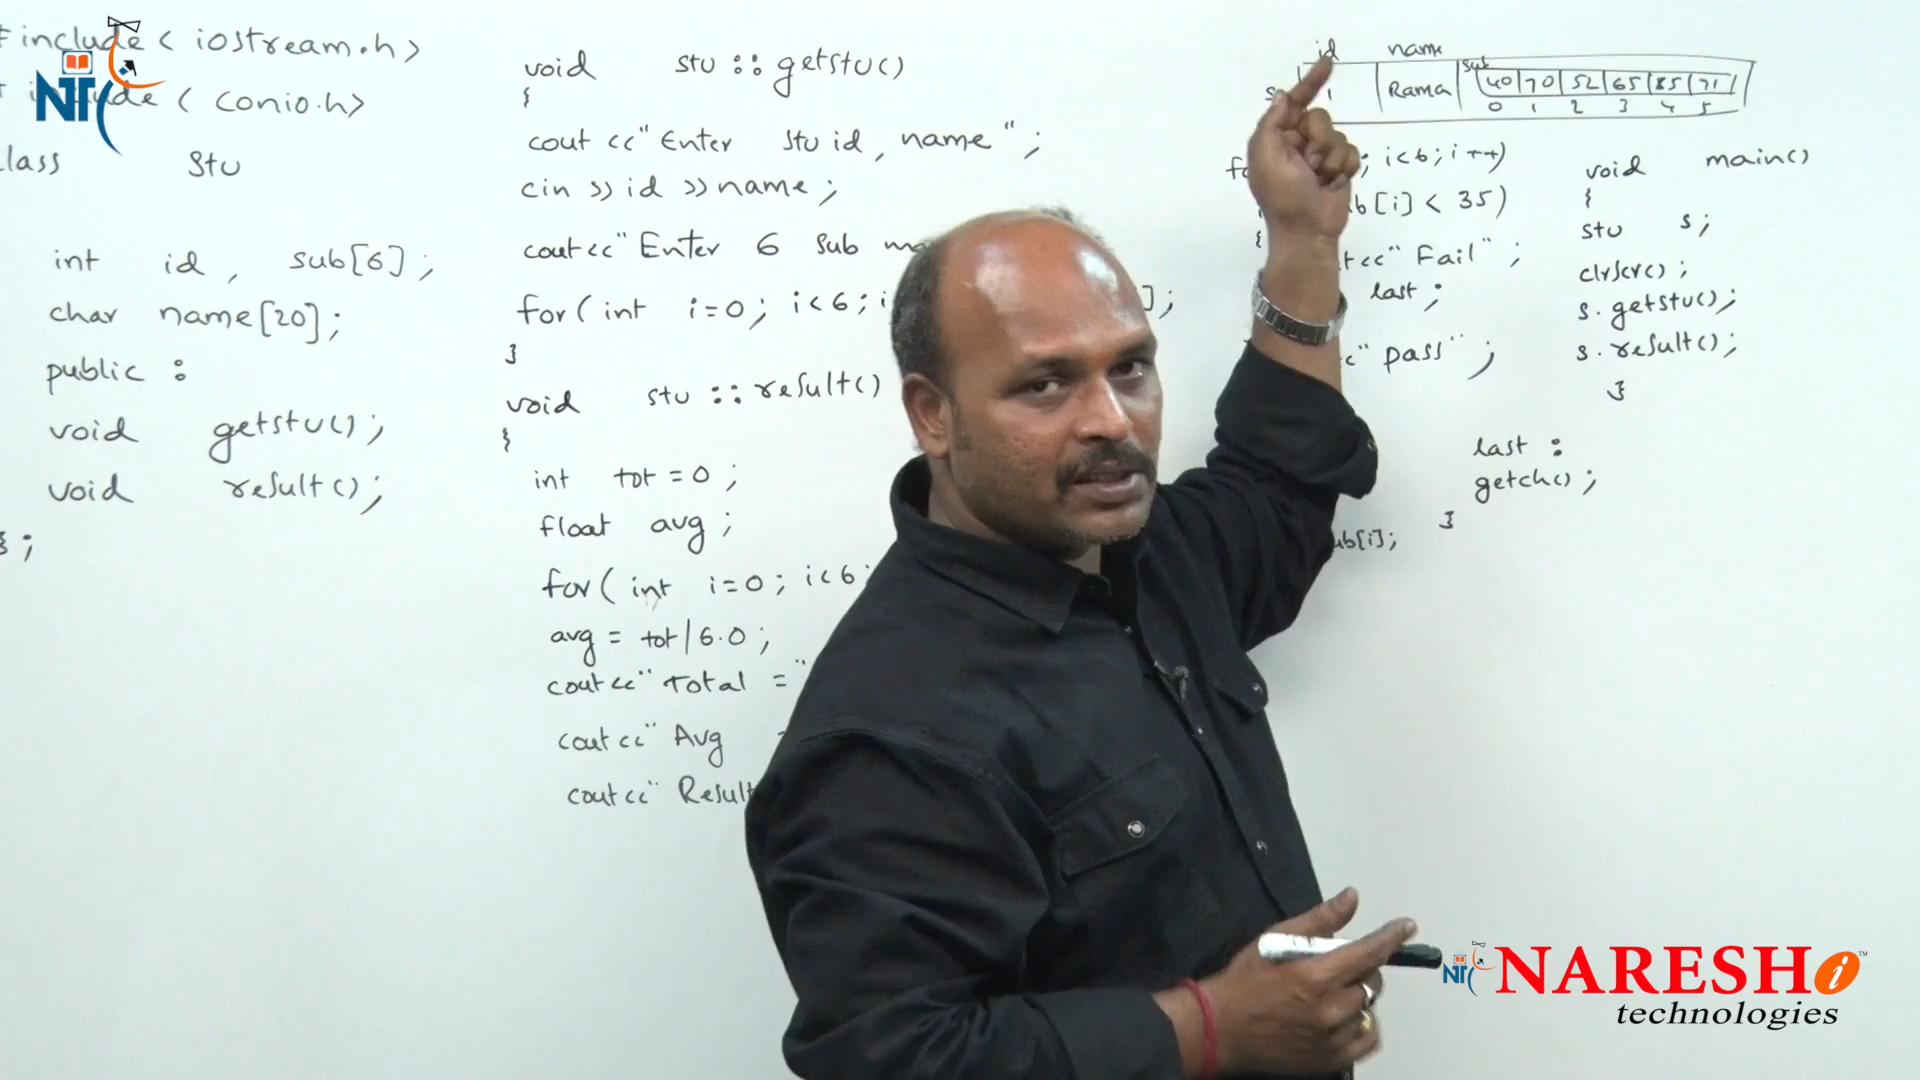 # include < iostream.h>
include < conio.h>
class stu
int id , sub[6] ;
char name[20] ;
public :
void getstu() ;
void result() ;
} ;
void stu :: getstu()
{
cout <<"Enter stu id , name " ;
cin >> id >> name ;
cout<<" Enter 6 sub
for( int i=0 ; i<6 ; i ] ;
}
void stu :: result()
{
int tot = 0 ;
float avg ;
for( int i=0 ; i<6 ;
avg = tot/6.0 ;
cout <<" Total = "
cout <<" Avg =
cout <<" Result
id name
Rama sub 40 70 52 65 85 71
0 1 2 3 4 5
; i<6 ; i++)
b[i] < 35)
{
<<" Fail " ;
last ;
<" pass " ;
ub[i];
last :
getch() ;
}
void main()
{
stu s ;
clrscr() ;
s. getstu() ;
s. result() ;
}
NTi
NARESH i ™
technologies